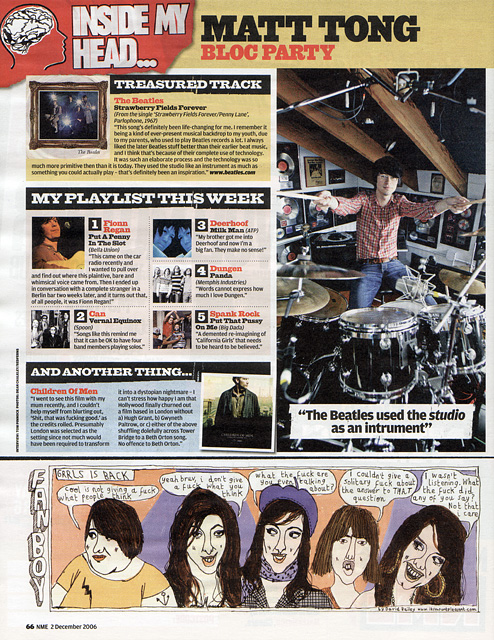 INSIDE MY
HEAD...
MATT TONG
BLOC PARTY
TREASURED TRACK
The Beatles
Strawberry Fields Forever
(From the single 'Strawberry Fields Forever/Penny Lane',
Parlophone, 1967)
"This song's definitely been life-changing for me. I remember it
being a kind of ever-present musical backdrop to my youth, due
to my parents, who used to play Beatles records a lot. I always
liked the later Beatles stuff better than their earlier beat music,
and I think that's because of their complete use of technology.
It was such an elaborate process and the technology was so
much more primitive then than it is today. They used the studio like an instrument as much as
something you could actually play - that's definitely been an inspiration." www.beatles.com
The Beatles
MY PLAYLIST THIS WEEK
1 Fionn
Regan
Put A Penny
In The Slot
(Bella Union)
"This came on the car
radio recently and
I wanted to pull over
and find out where this plaintive, bare and
whimsical voice came from. Then I ended up
in conversation with a complete stranger in a
Berlin bar two weeks later, and it turns out that,
of all people, it was Fionn Regan!"
2 Can
Vernal Equinox
(Spoon)
"Songs like this remind me
that it can be OK to have four
band members playing solos."
3 Deerhoof
Milk Man (ATP)
"My brother got me into
Deerhoof and now i'm a
big fan. They make no sense!"
4 Dungen
Panda
(Memphis Industries)
"Words cannot express how
much I love Dungen."
5 Spank Rock
Put That Pussy
On Me (Big Dada)
"A demented re-imagining of
'California Girls' that needs
to be heard to be believed."
AND ANOTHER THING...
Children Of Men
"I went to see this film with my
mum recently, and I couldn't
help myself from blurting out,
'Shit, that was fucking good.' as
the credits rolled. Presumably
London was selected as the
setting since not much would
have been required to transform
it into a dystopian nightmare - I
can't stress how happy I am that
Hollywood finally churned out
a film based in London without
a) Hugh Grant, b) Gwyneth
Paltrow, or c) either of the above
shuffling dolefully across Tower
Bridge to a Beth Orton song.
No offence to Beth Orton."
"The Beatles used the studio
as an intrument"
FAN BOY
GIRLS IS BACK
Cool is not giving a fuck
what people think
yeah bruv, i don't give
a fuck what you
think
what the fuck are
you even talking
about?
I couldn't give a
solitary fuck about
the answer to THAT
question
I wasn't
listening. What
the fuck did
any of you say?
Not that
i care
66 NME 2 December 2006